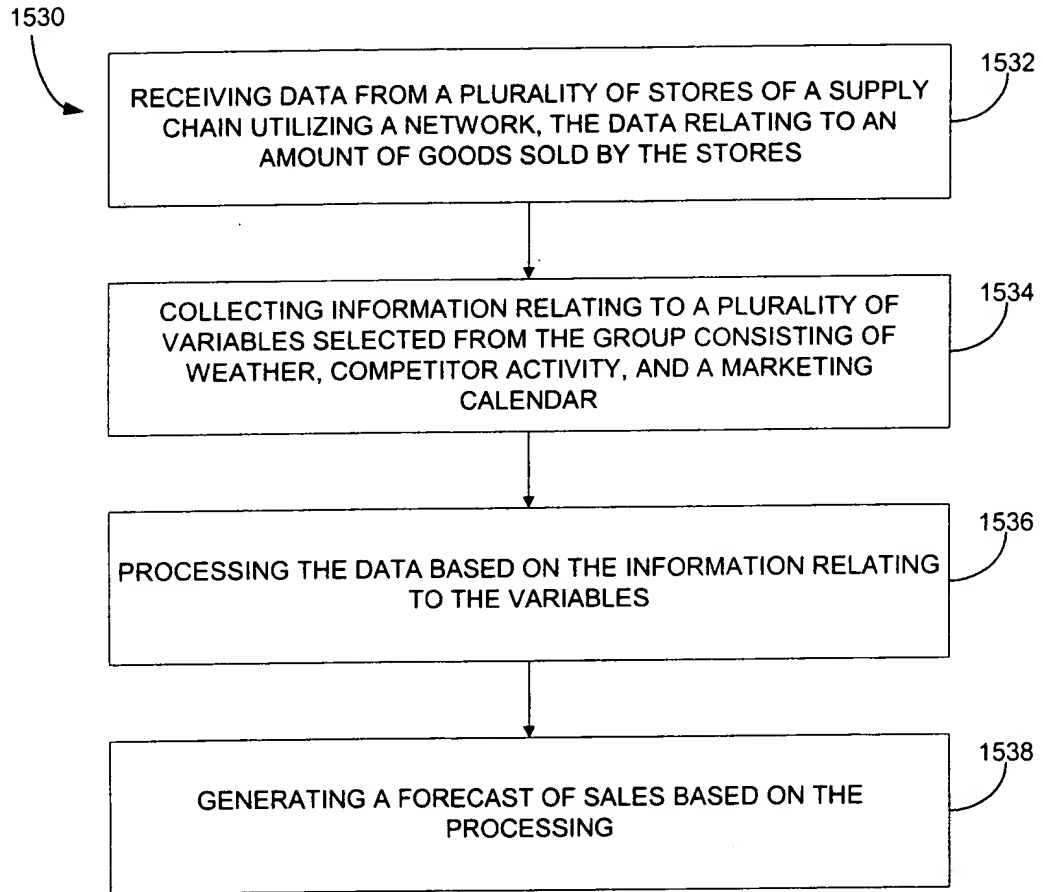 1530
1532
RECEIVING DATA FROM A PLURALITY OF STORES OF A SUPPLY
CHAIN UTILIZING A NETWORK, THE DATA RELATING TO AN
AMOUNT OF GOODS SOLD BY THE STORES
1534
COLLECTING INFORMATION RELATING TO A PLURALITY OF
VARIABLES SELECTED FROM THE GROUP CONSISTING OF
WEATHER, COMPETITOR ACTIVITY, AND A MARKETING
CALENDAR
1536
PROCESSING THE DATA BASED ON THE INFORMATION RELATING
TO THE VARIABLES
1538
GENERATING A FORECAST OF SALES BASED ON THE
PROCESSING